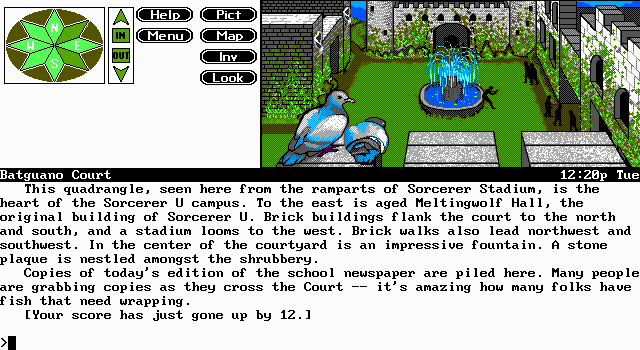 N
W E
S
IN
OUT
Help
Menu
Pict
Map
Inv
Look
Batguano Court 12:20p Tue
This quadrangle, seen here from the ramparts of Sorcerer Stadium, is the
heart of the Sorcerer U campus. To the east is aged Meltingwolf Hall, the
original building of Sorcerer U. Brick buildings flank the court to the north
and south, and a stadium looms to the west. Brick walks also lead northwest and
southwest. In the center of the courtyard is an impressive fountain. A stone
plaque is nestled amongst the shrubbery.
Copies of today's edition of the school newspaper are piled here. Many people
are grabbing copies as they cross the Court -- it's amazing how many folks have
fish that need wrapping.
[Your score has just gone up by 12.]
>